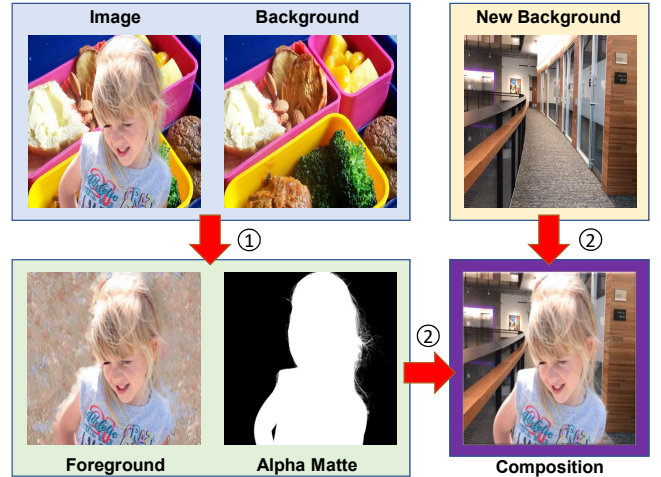 Image
Background
New Background
①
②
②
Foreground
Alpha Matte
Composition